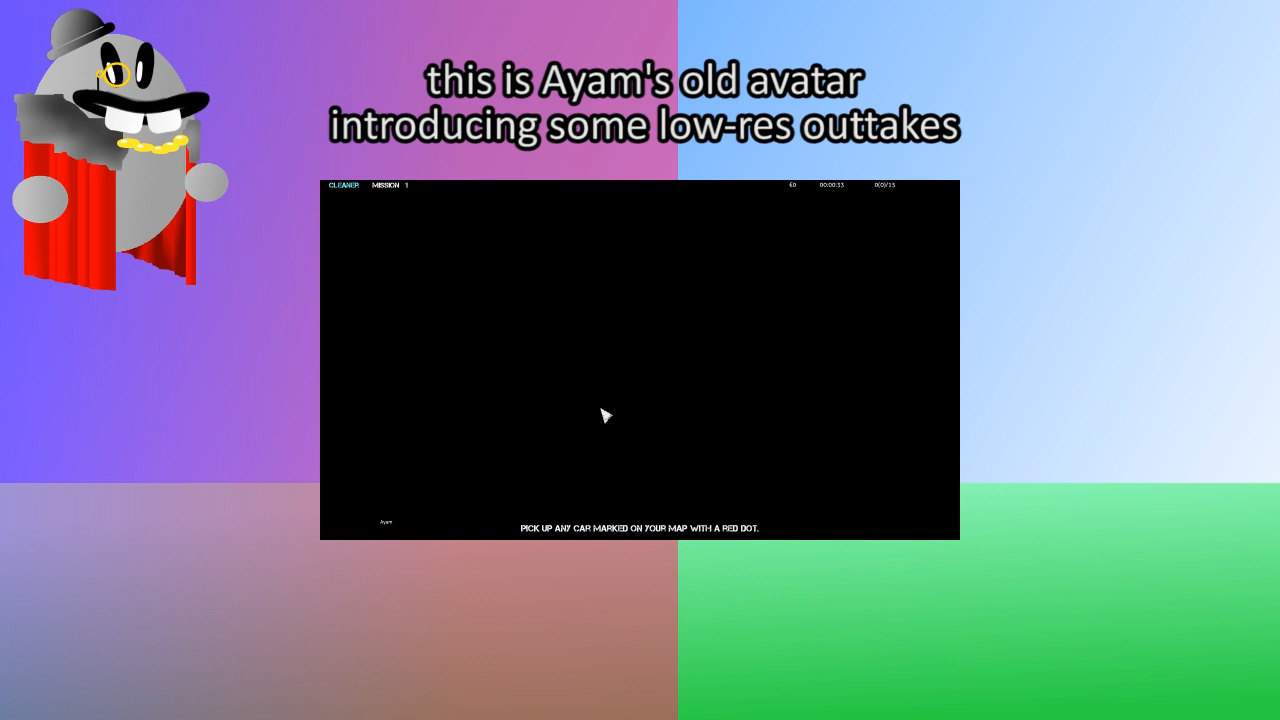 this is Ayam's old avatar
introducing some low-res outtakes
CLEANER MISSION 1 €0 00:00:33 0(0)/15
Ayam
PICK UP ANY CAR MARKED ON YOUR MAP WITH A RED DOT.